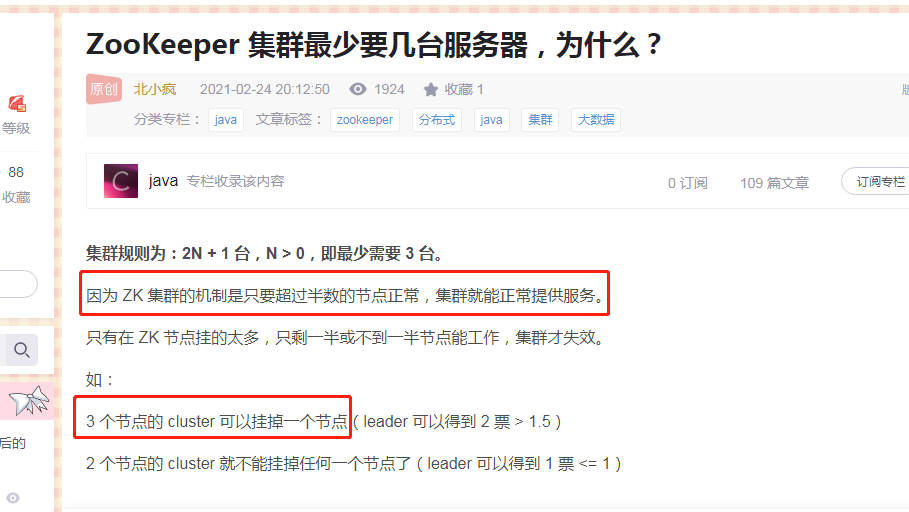 ZooKeeper 集群最少要几台服务器，为什么？
原创 北小疯 2021-02-24 20:12:50 1924 收藏 1
分类专栏： java 文章标签： zookeeper 分布式 java 集群 大数据
等级
88
收藏
java 专栏收录该内容 0 订阅 109 篇文章 订阅专栏
集群规则为：2N + 1 台，N > 0，即最少需要 3 台。
因为 ZK 集群的机制是只要超过半数的节点正常，集群就能正常提供服务。
只有在 ZK 节点挂的太多，只剩一半或不到一半节点能工作，集群才失效。
如：
3 个节点的 cluster 可以挂掉一个节点（leader 可以得到 2 票 > 1.5）
后的
2 个节点的 cluster 就不能挂掉任何一个节点了（leader 可以得到 1 票 <= 1）